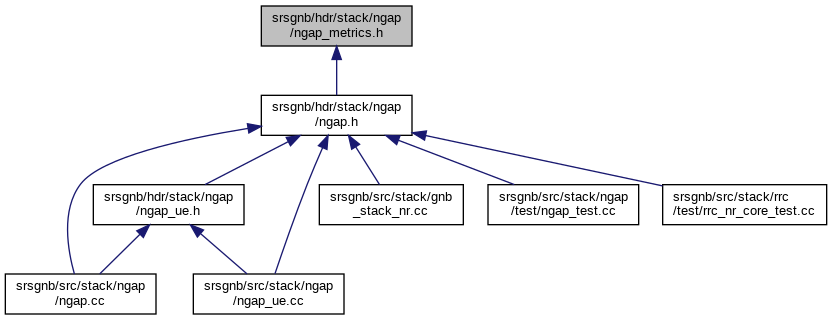 srsgnb/hdr/stack/ngap
/ngap_metrics.h
srsgnb/hdr/stack/ngap
/ngap.h
srsgnb/hdr/stack/ngap
/ngap_ue.h
srsgnb/src/stack/gnb
_stack_nr.cc
srsgnb/src/stack/ngap
/test/ngap_test.cc
srsgnb/src/stack/rrc
/test/rrc_nr_core_test.cc
srsgnb/src/stack/ngap
/ngap.cc
srsgnb/src/stack/ngap
/ngap_ue.cc